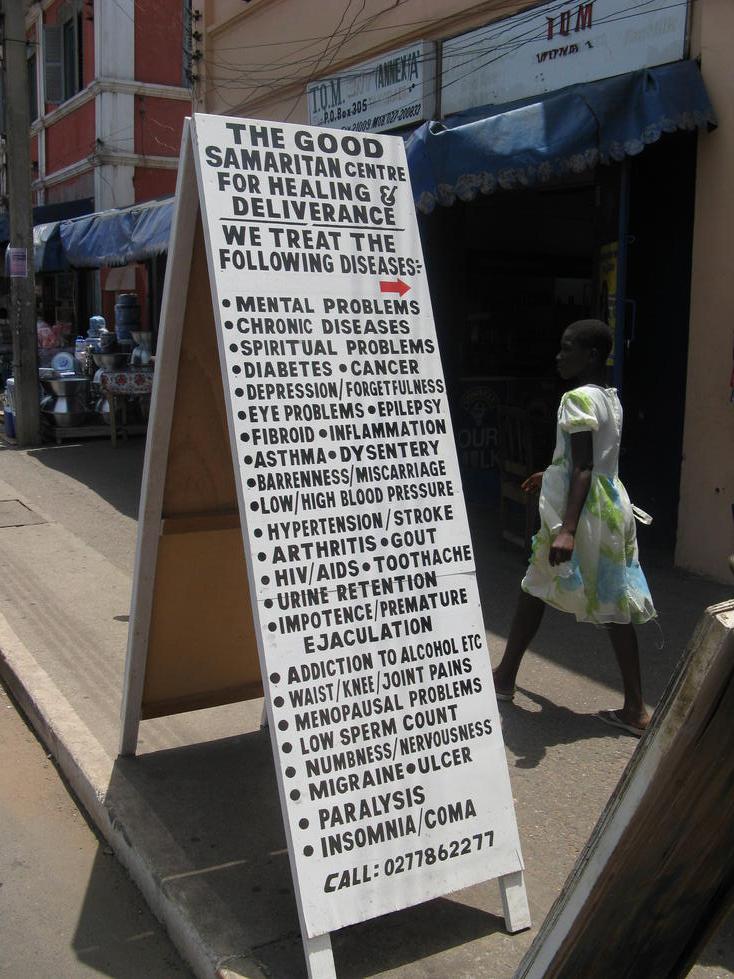 T.O.M. 'ANNEX'A'
P.O.Box 305
TOM
THE GOOD
SAMARITAN CENTRE
FOR HEALING &
DELIVERANCE
WE TREAT THE
FOLLOWING DISEASES:-
• MENTAL PROBLEMS
• CHRONIC DISEASES
• SPIRITUAL PROBLEMS
• DIABETES • CANCER
• DEPRESSION/FORGETFULNESS
• EYE PROBLEMS • EPILEPSY
• FIBROID • INFLAMMATION
• ASTHMA • DYSENTERY
• BARRENNESS/MISCARRIAGE
• LOW/HIGH BLOOD PRESSURE
• HYPERTENSION/STROKE
• ARTHRITIS • GOUT
• HIV/AIDS • TOOTHACHE
• URINE RETENTION
• IMPOTENCE/PREMATURE
EJACULATION
• ADDICTION TO ALCOHOL ETC
• WAIST/KNEE/JOINT PAINS
• MENOPAUSAL PROBLEMS
• LOW SPERM COUNT
• NUMBNESS/NERVOUSNESS
• MIGRAINE • ULCER
• PARALYSIS
• INSOMNIA/COMA
CALL: 0277862277